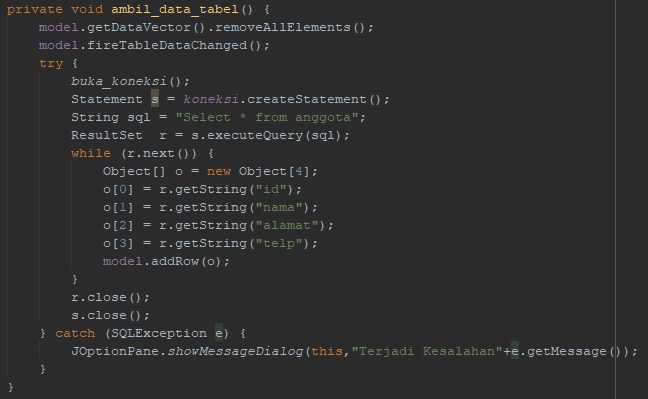 private void ambil_data_tabel() {
    model.getDataVector().removeAllElements();
    model.fireTableDataChanged();
    try {
        buka_koneksi();
        Statement s = koneksi.createStatement();
        String sql = "Select * from anggota";
        ResultSet  r = s.executeQuery(sql);
        while (r.next()) {
            Object[] o = new Object[4];
            o[0] = r.getString("id");
            o[1] = r.getString("nama");
            o[2] = r.getString("alamat");
            o[3] = r.getString("telp");
            model.addRow(o);
        }
        r.close();
        s.close();
    } catch (SQLException e) {
        JOptionPane.showMessageDialog(this,"Terjadi Kesalahan"+e.getMessage());
    }
}